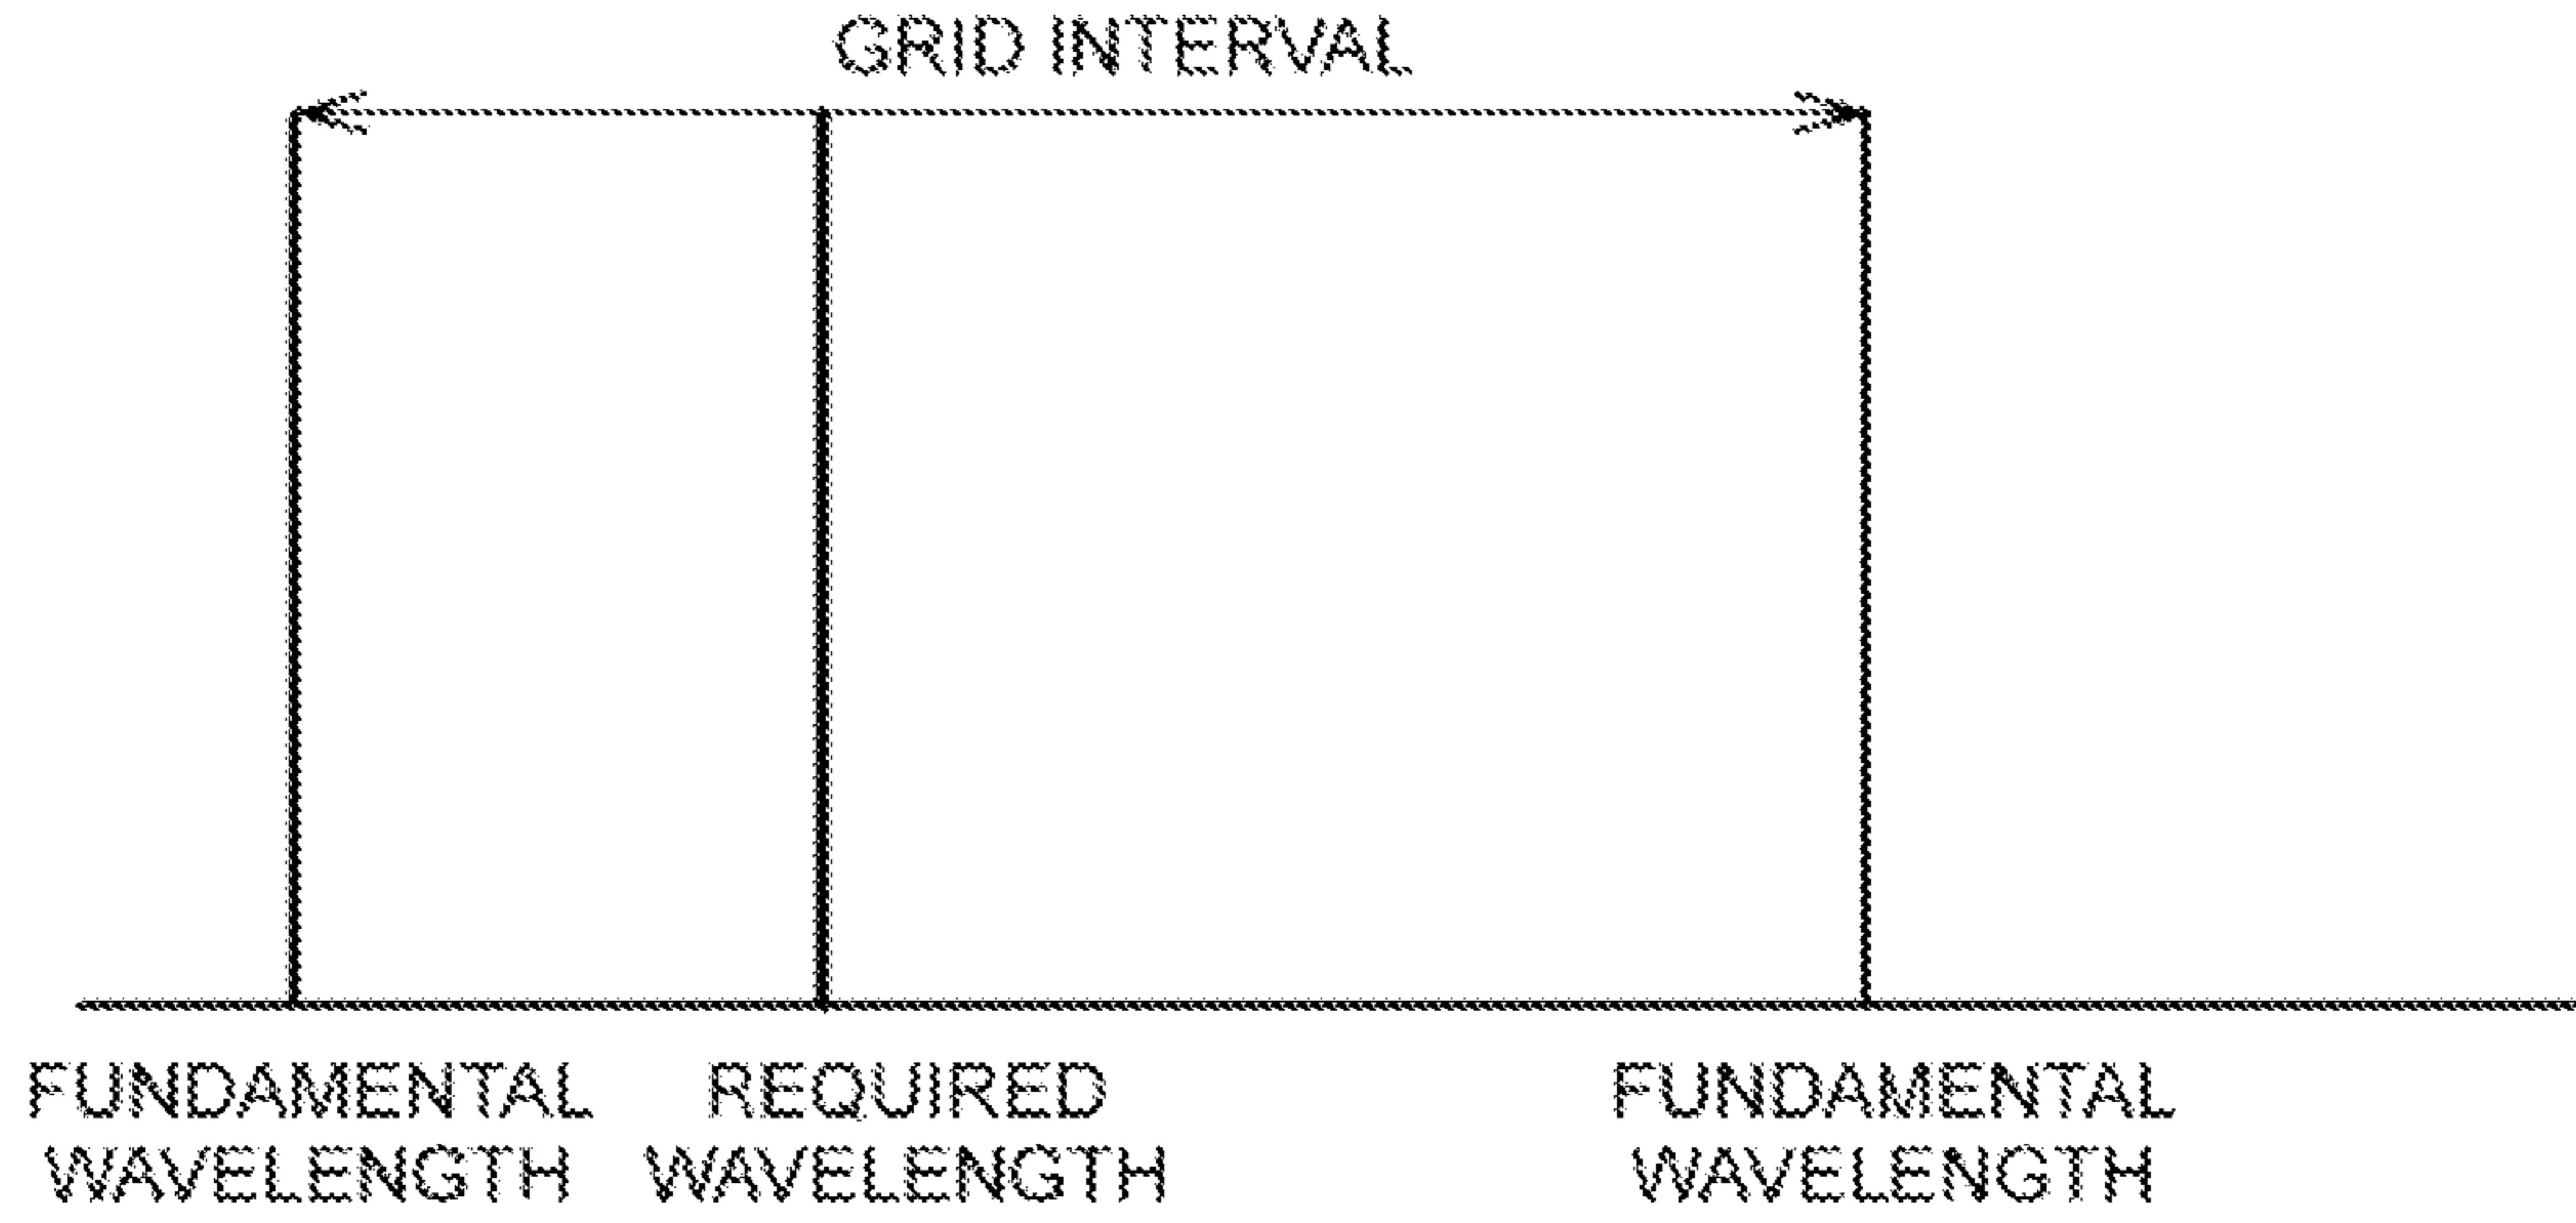 GRID INTERVAL
FUNDAMENTAL
WAVELENGTH
REQUIRED
WAVELENGTH
FUNDAMENTAL
WAVELENGTH